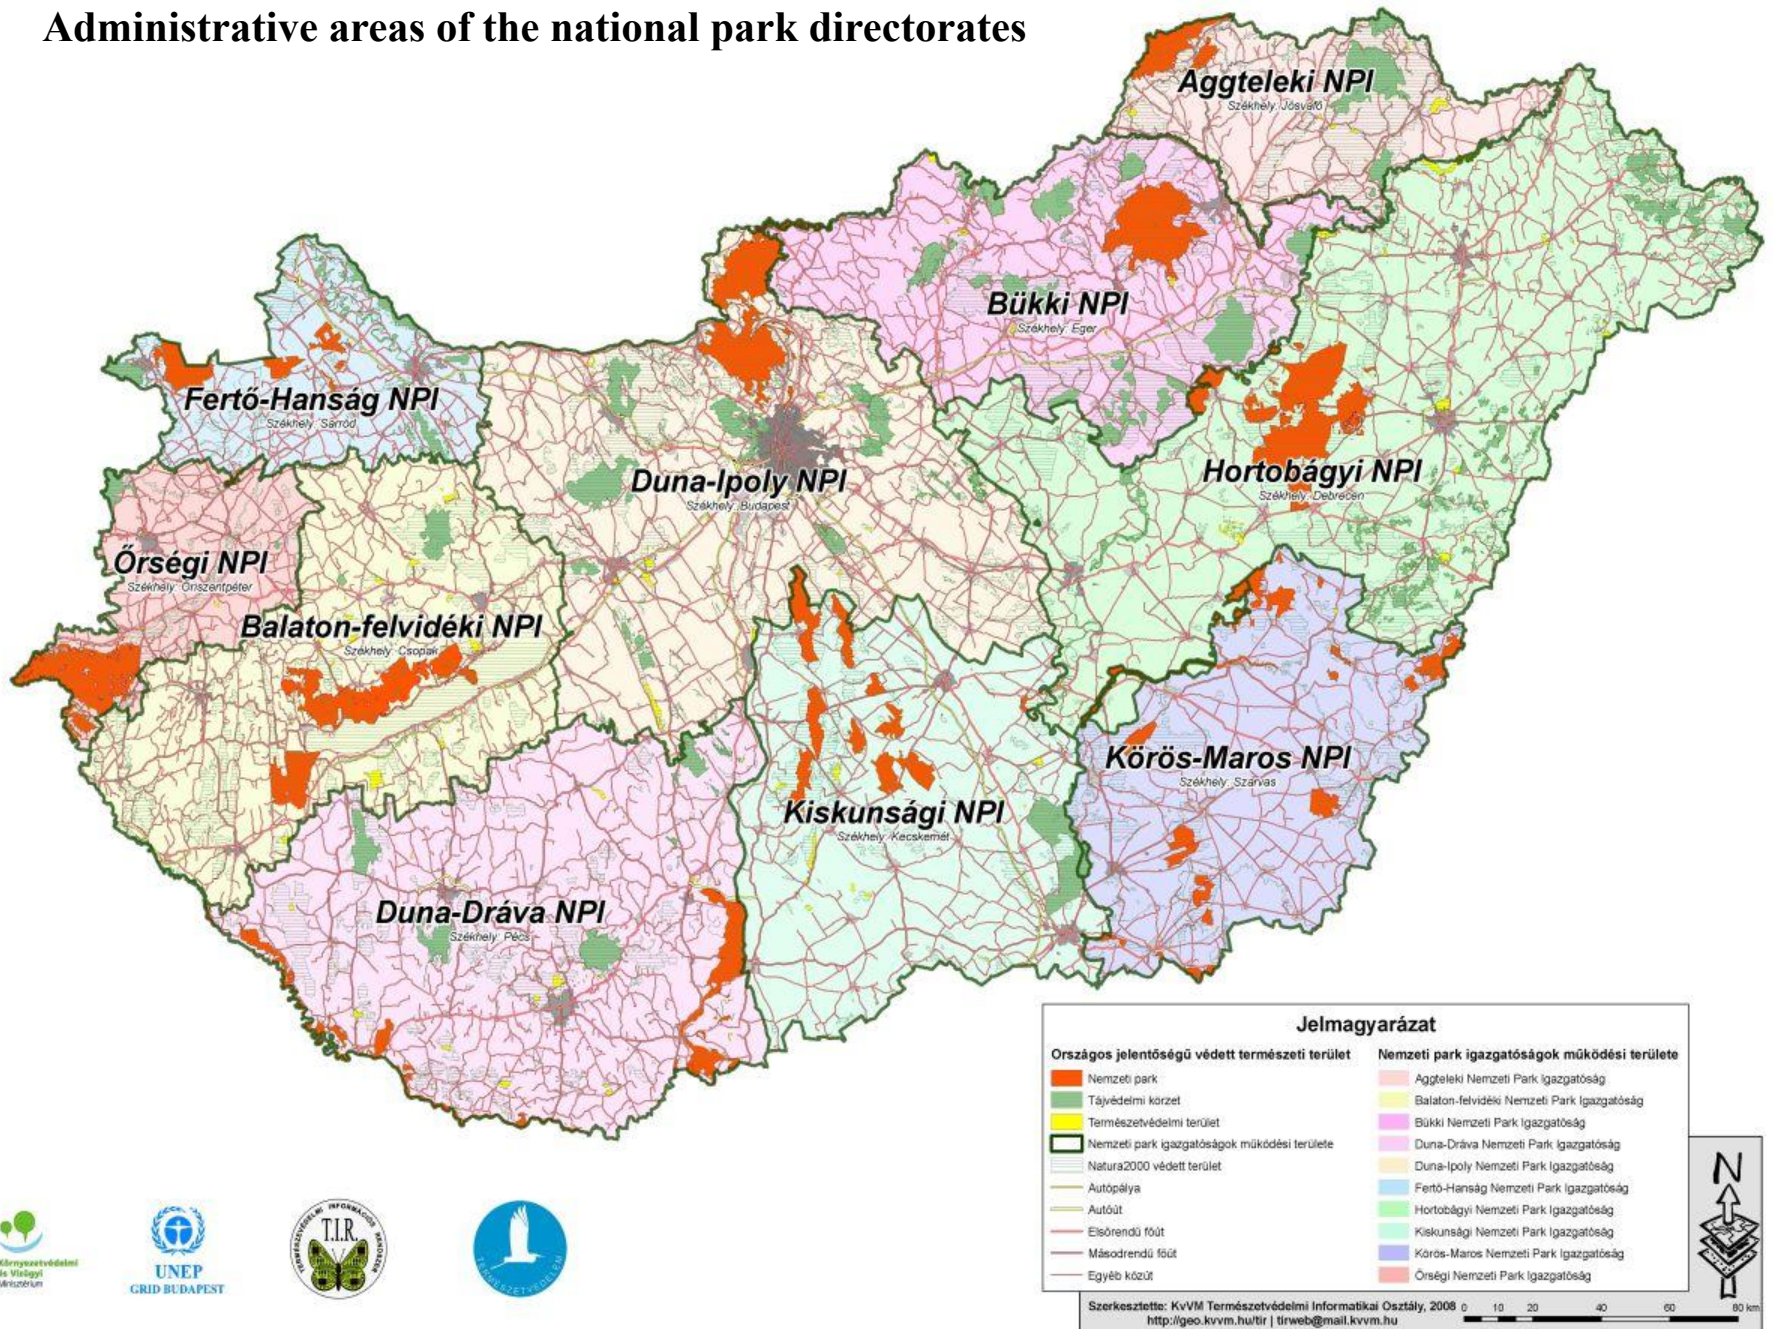 Administrative areas of the national park directorates
Aggteleki NPI
Székhely: Jósvafő
Bükki NPI
Székhely: Eger
Fertő-Hanság NPI
Székhely: Sarród
Duna-Ipoly NPI
Székhely: Budapest
Hortobágyi NPI
Székhely: Debrecen
Őrségi NPI
Székhely: Őriszentpéter
Balaton-felvidéki NPI
Székhely: Csopak
Körös-Maros NPI
Székhely: Szarvas
Kiskunsági NPI
Székhely: Kecskemét
Duna-Dráva NPI
Székhely: Pécs
Jelmagyarázat
Országos jelentőségű védett természeti terület
Nemzeti park
Tájvédelmi körzet
Természetvédelmi terület
Nemzeti park igazgatóságok működési területe
Natura2000 védett terület
Autópálya
Autóút
Elsőrendű főút
Másodrendű főút
Egyéb közút
Nemzeti park igazgatóságok működési területe
Aggteleki Nemzeti Park Igazgatóság
Balaton-felvidéki Nemzeti Park Igazgatóság
Bükki Nemzeti Park Igazgatóság
Duna-Dráva Nemzeti Park Igazgatóság
Duna-Ipoly Nemzeti Park Igazgatóság
Fertő-Hanság Nemzeti Park Igazgatóság
Hortobágyi Nemzeti Park Igazgatóság
Kiskunsági Nemzeti Park Igazgatóság
Körös-Maros Nemzeti Park Igazgatóság
Őrségi Nemzeti Park Igazgatóság
N
Szerkesztette: KvVM Természetvédelmi Informatikai Osztály, 2008
http://geo.kvvm.hu/tir | tirweb@mail.kvvm.hu
0 10 20 40 60 80 km
Környezetvédelmi
és Vízügyi
Minisztérium
UNEP
GRID BUDAPEST
TERMÉSZETVÉDELMI INFORMÁCIÓS RENDSZER
T.I.R.
TERMÉSZETVÉDELEM